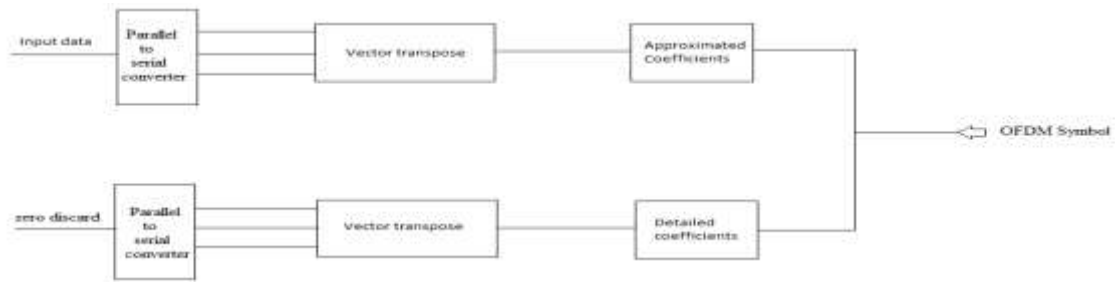 Input data
Parallel
to
serial
converter
Vector transpose
Approximated
Coefficients
OFDM Symbol
zero discard
Parallel
to
serial
converter
Vector transpose
Detailed
coefficients